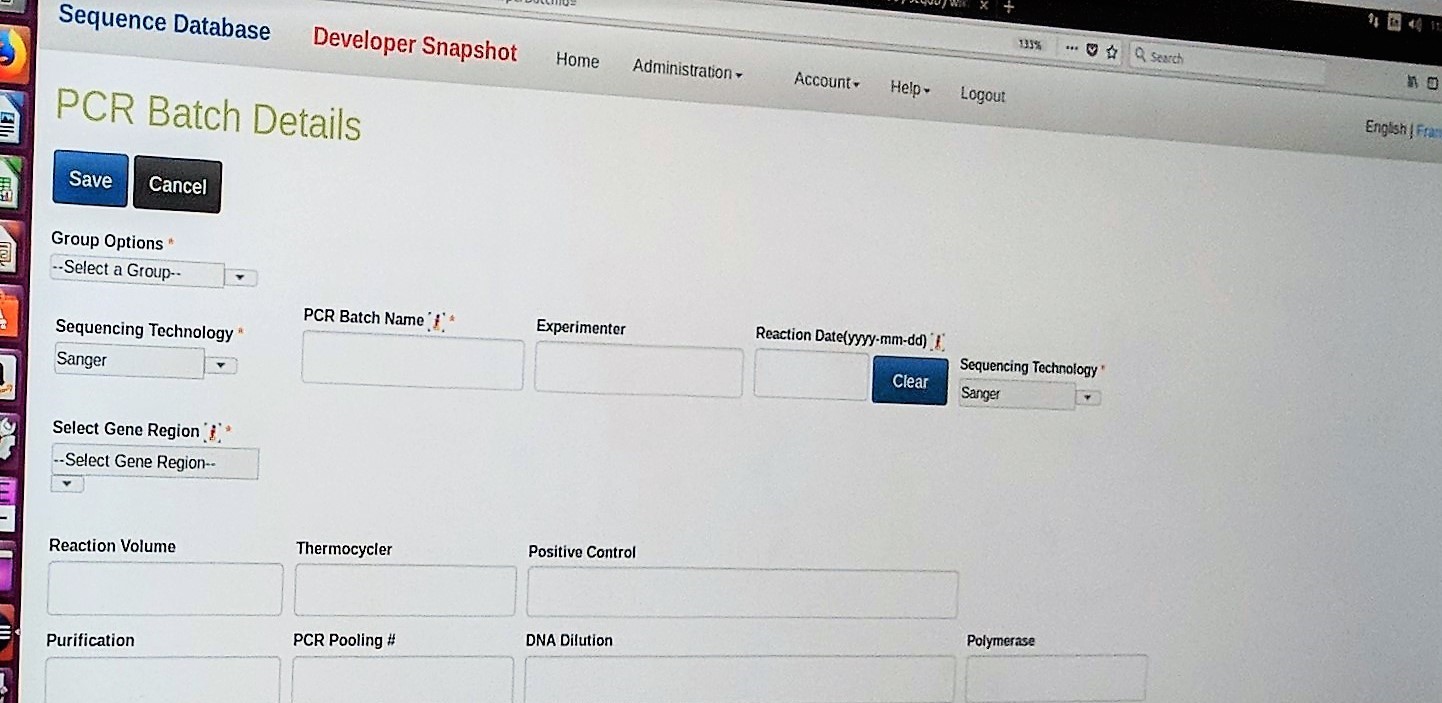 133% ... Search
Sequence Database Developer Snapshot Home Administration Account Help Logout
English |
PCR Batch Details
Save Cancel
Group Options *
--Select a Group--
Sequencing Technology * PCR Batch Name * Experimenter Reaction Date(yyyy-mm-dd) Sequencing Technology *
Sanger Clear Sanger
Select Gene Region *
--Select Gene Region--
Reaction Volume Thermocycler Positive Control
Purification PCR Pooling # DNA Dilution Polymerase